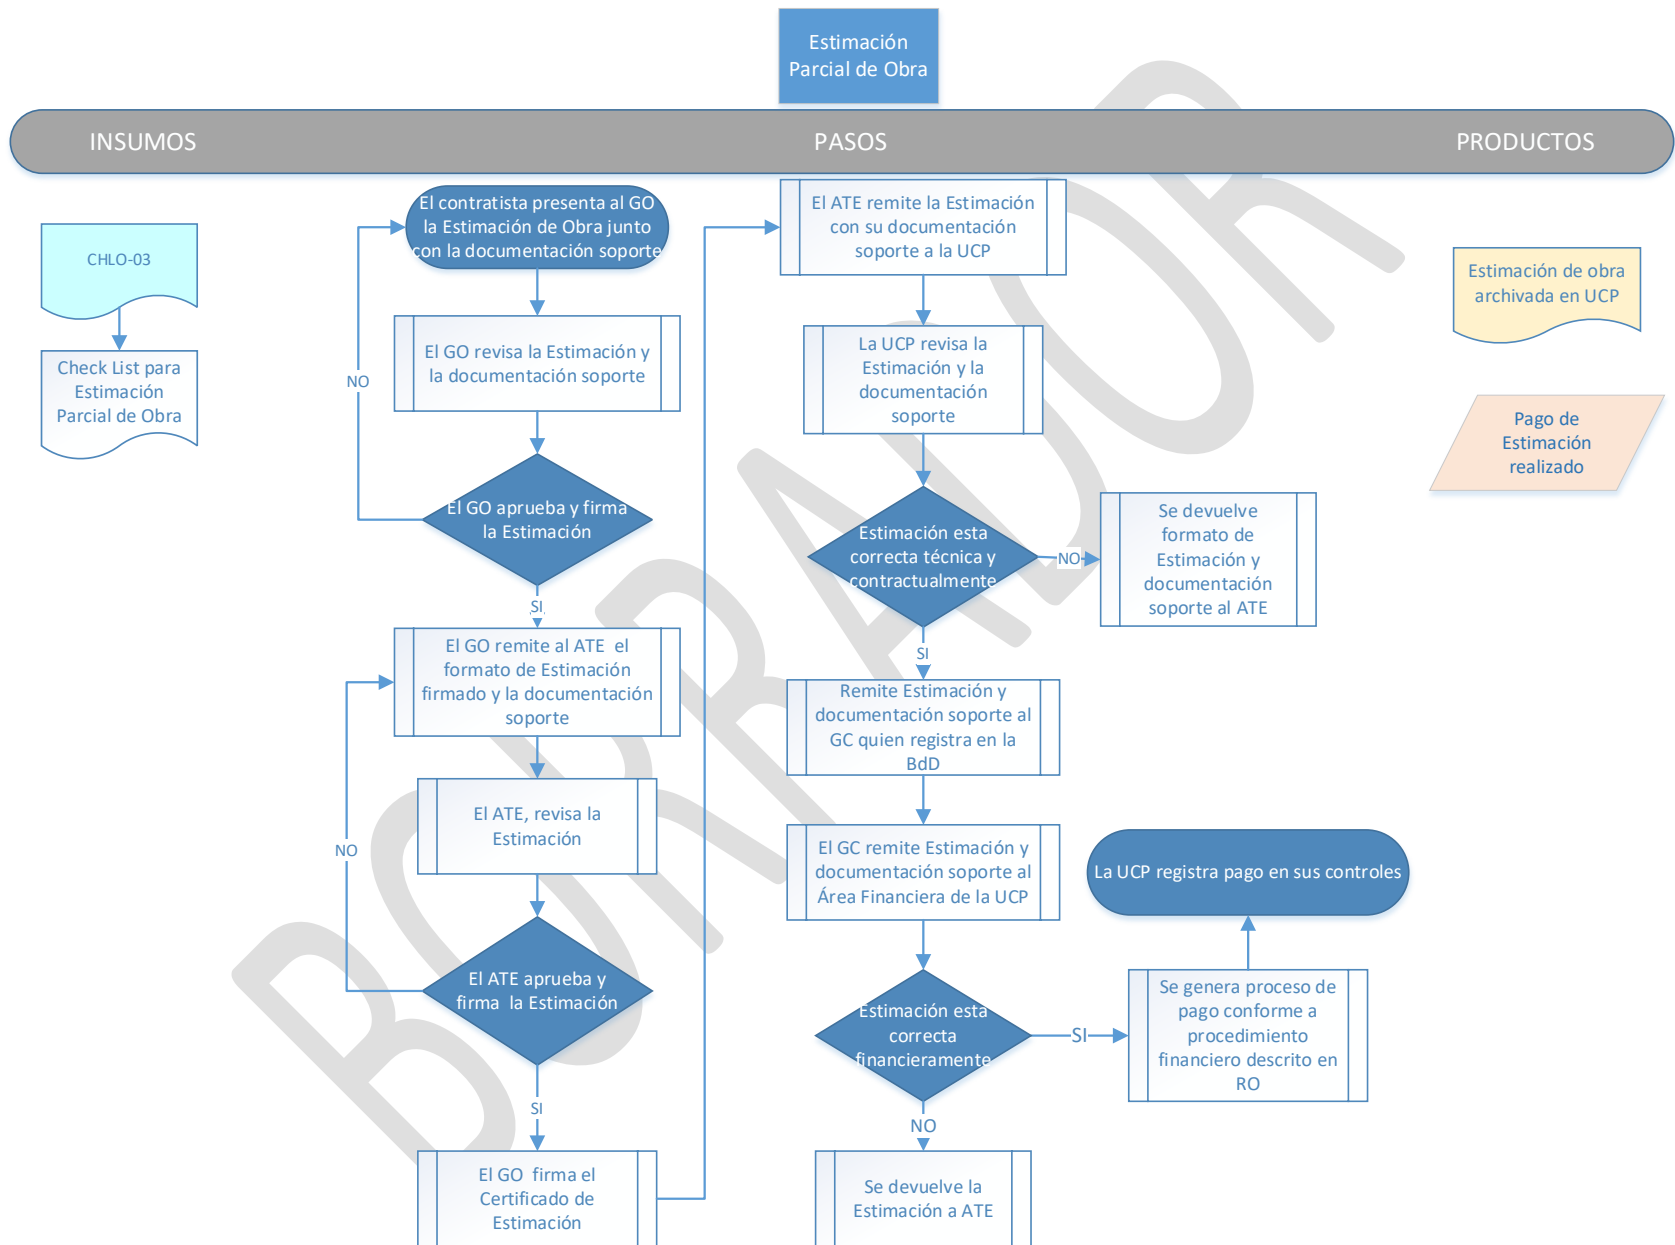 Estimación
Parcial de Obra
INSUMOS
PASOS
PRODUCTOS
CHLO-03
Check List para
Estimación
Parcial de Obra
El contratista presenta al GO
la Estimación de Obra junto
con la documentación soporte
El GO revisa la Estimación y
la documentación soporte
NO
El GO aprueba y firma
la Estimación
SI
El GO remite al ATE el
formato de Estimación
firmado y la documentación
soporte
El ATE, revisa la
Estimación
NO
El ATE aprueba y
firma la Estimación
SI
El GO firma el
Certificado de
Estimación
El ATE remite la Estimación
con su documentación
soporte a la UCP
La UCP revisa la
Estimación y la
documentación
soporte
Estimación esta
correcta técnica y
contractualmente
NO
Se devuelve
formato de
Estimación y
documentación
soporte al ATE
SI
Remite Estimación y
documentación soporte al
GC quien registra en la
BdD
El GC remite Estimación y
documentación soporte al
Área Financiera de la UCP
Estimación esta
correcta
financieramente
SI
Se genera proceso de
pago conforme a
procedimiento
financiero descrito en
RO
La UCP registra pago en sus controles
NO
Se devuelve la
Estimación a ATE
Estimación de obra
archivada en UCP
Pago de
Estimación
realizado
BORRADOR